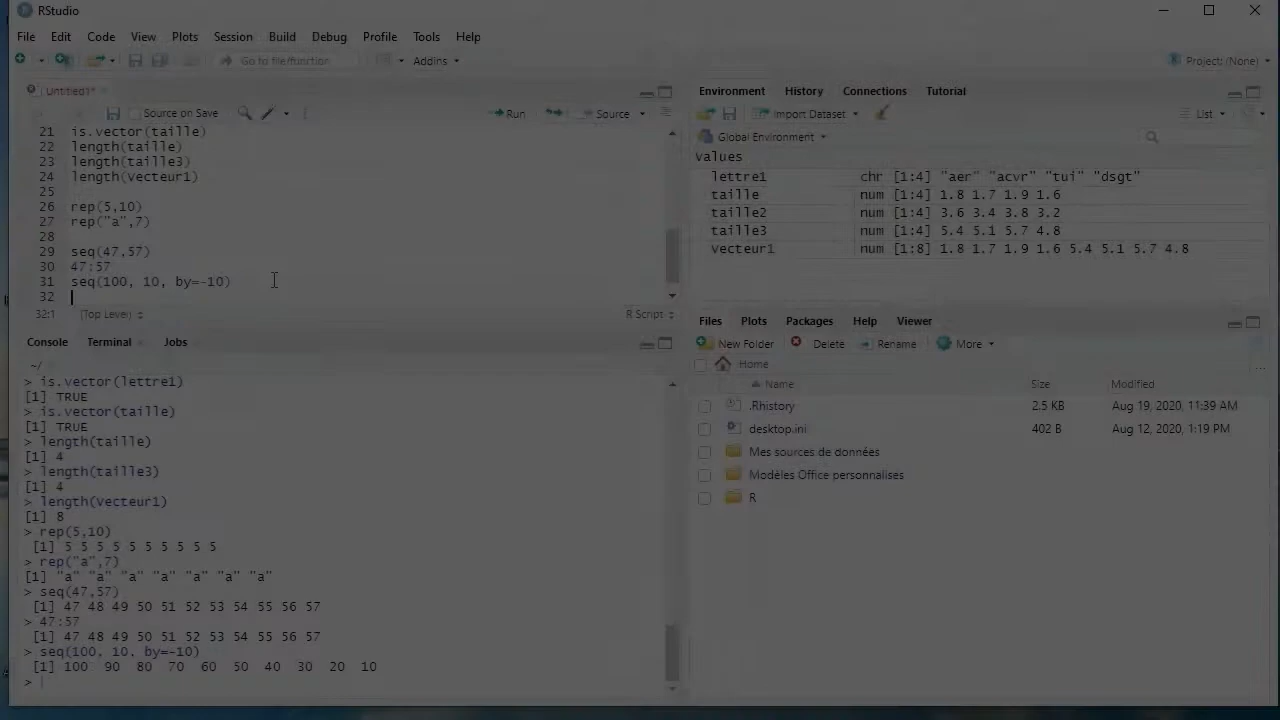 RStudio
File Edit Code View Plots Session Build Debug Profile Tools Help
Go to file/function Addins Project: (None)
Untitled1*
Source on Save Run Source
21 is.vector(taille)
22 length(taille)
23 length(taille3)
24 length(vecteur1)
25
26 rep(5,10)
27 rep("a",7)
28
29 seq(47,57)
30 47:57
31 seq(100, 10, by=-10)
32
32:1 (Top Level) R Script
Console Terminal Jobs
~/
> is.vector(lettre1)
[1] TRUE
> is.vector(taille)
[1] TRUE
> length(taille)
[1] 4
> length(taille3)
[1] 4
> length(vecteur1)
[1] 8
> rep(5,10)
[1] 5 5 5 5 5 5 5 5 5 5
> rep("a",7)
[1] "a" "a" "a" "a" "a" "a" "a"
> seq(47,57)
[1] 47 48 49 50 51 52 53 54 55 56 57
> 47:57
[1] 47 48 49 50 51 52 53 54 55 56 57
> seq(100, 10, by=-10)
[1] 100 90 80 70 60 50 40 30 20 10
>
Environment History Connections Tutorial
Import Dataset List
Global Environment
Values
lettre1 chr [1:4] "aer" "acvr" "tui" "dsgt"
taille num [1:4] 1.8 1.7 1.9 1.6
taille2 num [1:4] 3.6 3.4 3.8 3.2
taille3 num [1:4] 5.4 5.1 5.7 4.8
vecteur1 num [1:8] 1.8 1.7 1.9 1.6 5.4 5.1 5.7 4.8
Files Plots Packages Help Viewer
New Folder Delete Rename More
Home
Name Size Modified
.Rhistory 2.5 KB Aug 19, 2020, 11:39 AM
desktop.ini 402 B Aug 12, 2020, 1:19 PM
Mes sources de données
Modèles Office personnalisés
R